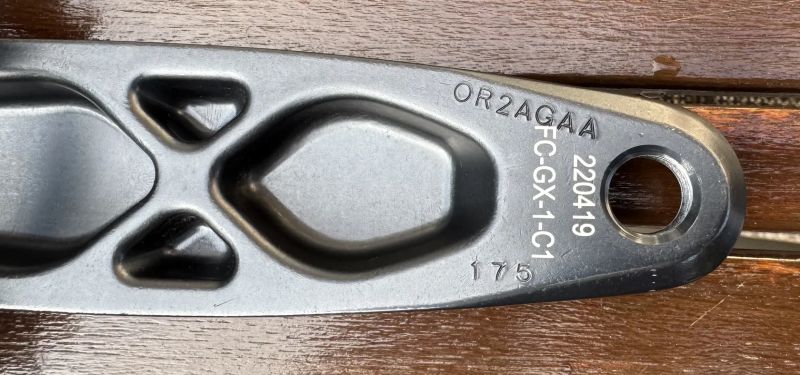 OR2AGAA
220419
FC-GX-1-C1
175